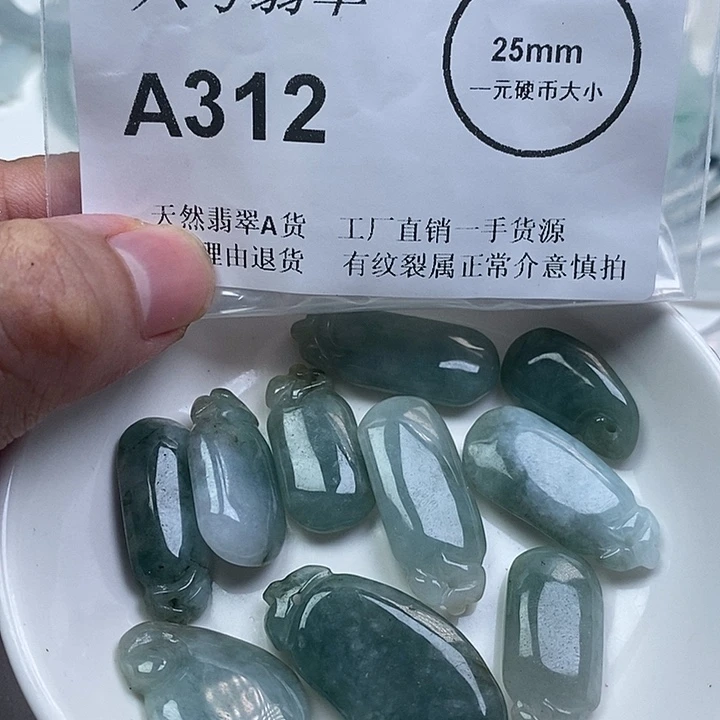 25mm
一元硬币大小
A312
天然翡翠A货 工厂直销一手货源
理由退货 有纹裂属正常介意慎拍